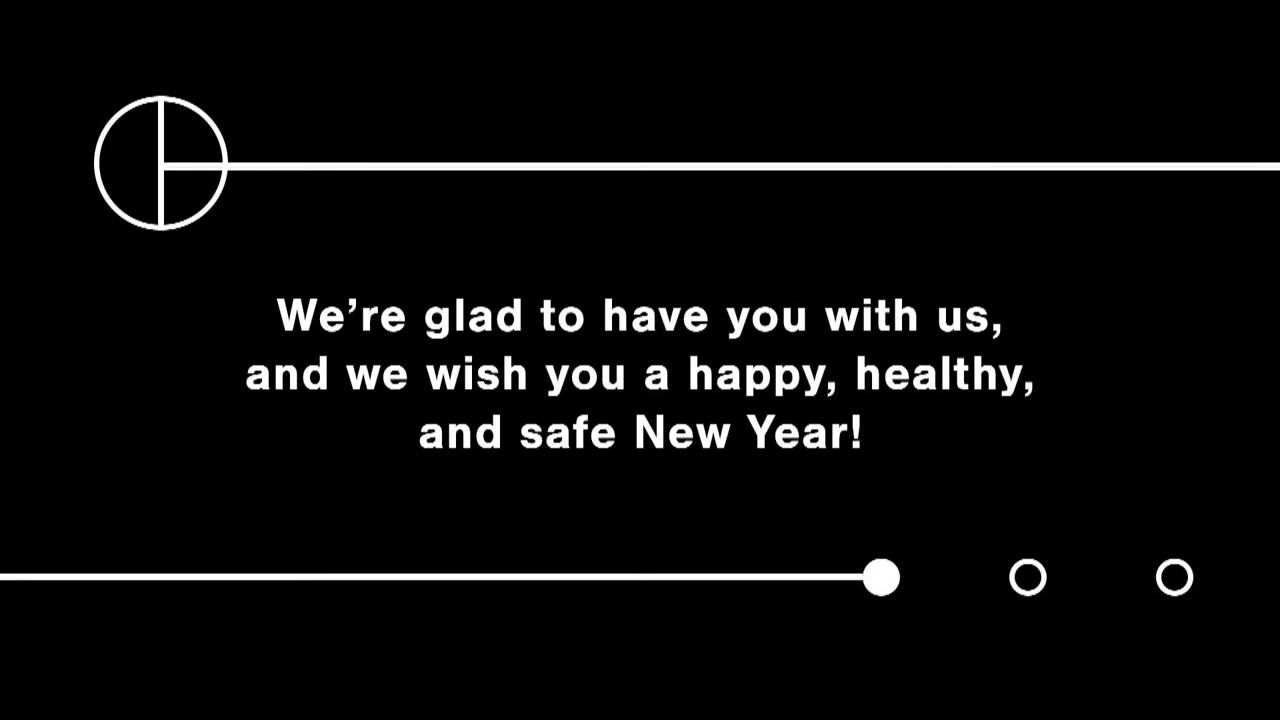 We’re glad to have you with us,
and we wish you a happy, healthy,
and safe New Year!